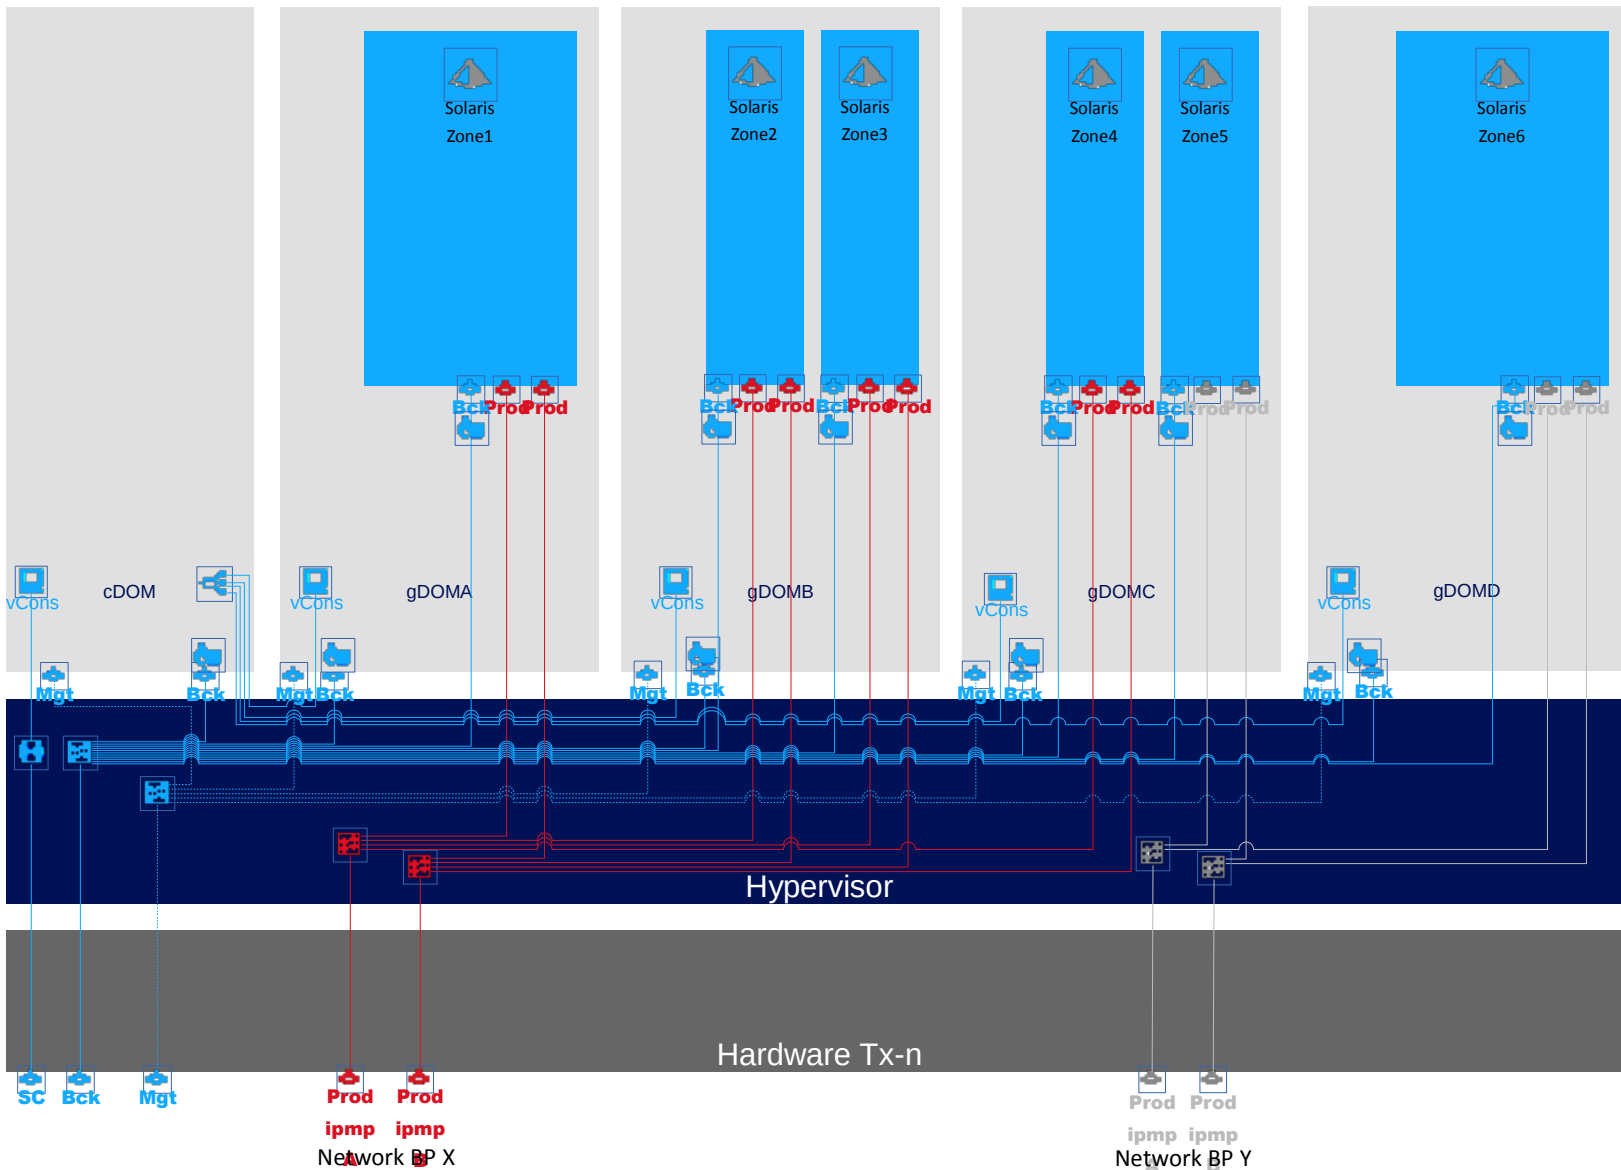 Solaris
Zone1
Solaris
Zone2
Solaris
Zone3
Solaris
Zone4
Solaris
Zone5
Solaris
Zone6
Bck Prod Prod
Bck Prod Prod
Bck Prod Prod
Bck Prod Prod
Bck Prod Prod
Bck Prod Prod
vCons
cDOM
vCons
gDOMA
vCons
gDOMB
vCons
gDOMC
vCons
gDOMD
Mgt
Bck
Mgt
Bck
Mgt
Bck
Mgt
Bck
Mgt
Bck
Hypervisor
Hardware Tx-n
SC
Bck
Mgt
Prod
ipmp
A
Prod
ipmp
B
Network BP X
Prod
ipmp
Prod
ipmp
Network BP Y